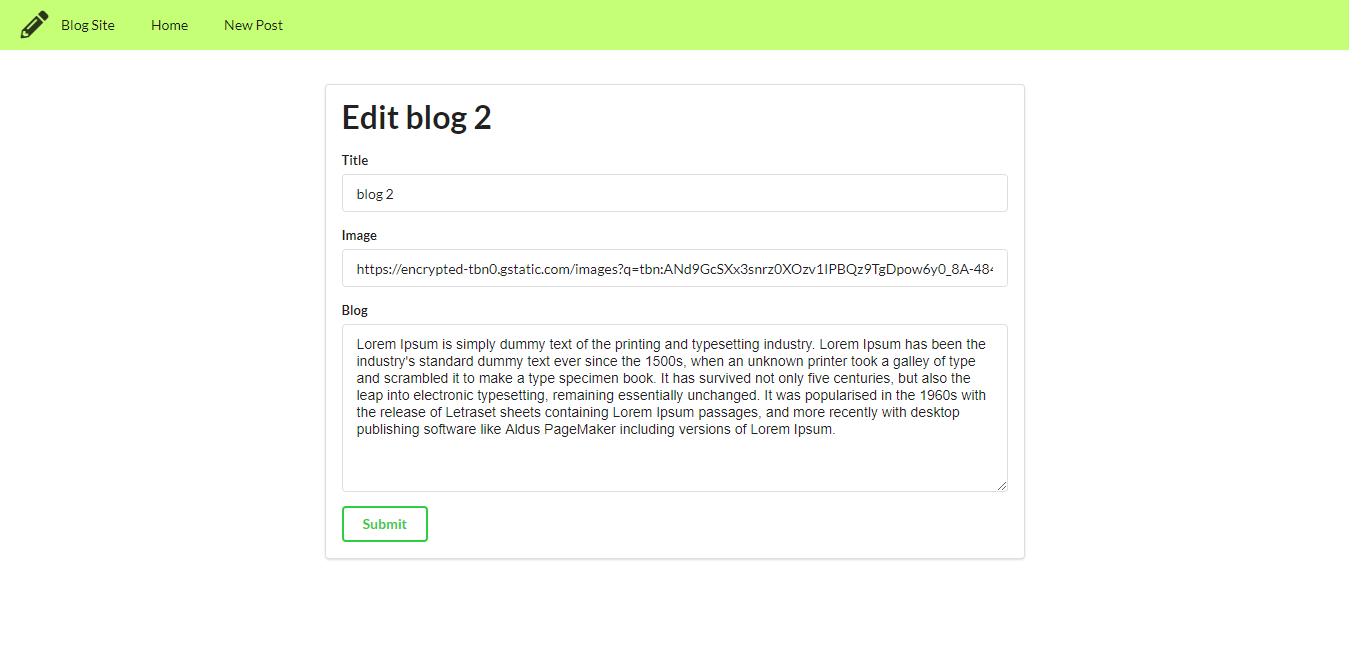 Blog Site Home New Post
Edit blog 2
Title
blog 2
Image
https://encrypted-tbn0.gstatic.com/images?q=tbn:ANd9GcSXx3snrz0XOzv1IPBQz9TgDpow6y0_8A-484
Blog
Lorem Ipsum is simply dummy text of the printing and typesetting industry. Lorem Ipsum has been the
industry's standard dummy text ever since the 1500s, when an unknown printer took a galley of type
and scrambled it to make a type specimen book. It has survived not only five centuries, but also the
leap into electronic typesetting, remaining essentially unchanged. It was popularised in the 1960s with
the release of Letraset sheets containing Lorem Ipsum passages, and more recently with desktop
publishing software like Aldus PageMaker including versions of Lorem Ipsum.
Submit